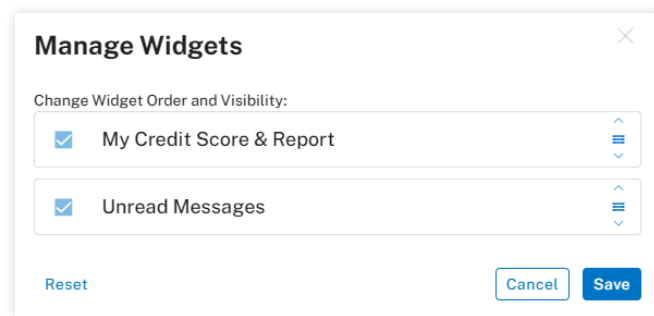 Manage Widgets
Change Widget Order and Visibility:
My Credit Score & Report
Unread Messages
Reset
Cancel
Save